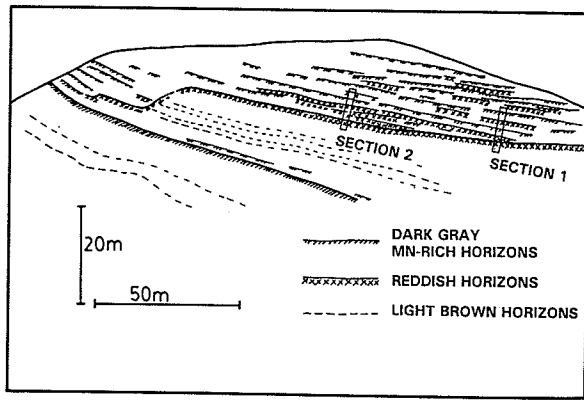 SECTION 2
SECTION 1
20m
50m
DARK GRAY
MN-RICH HORIZONS
REDDISH HORIZONS
LIGHT BROWN HORIZONS